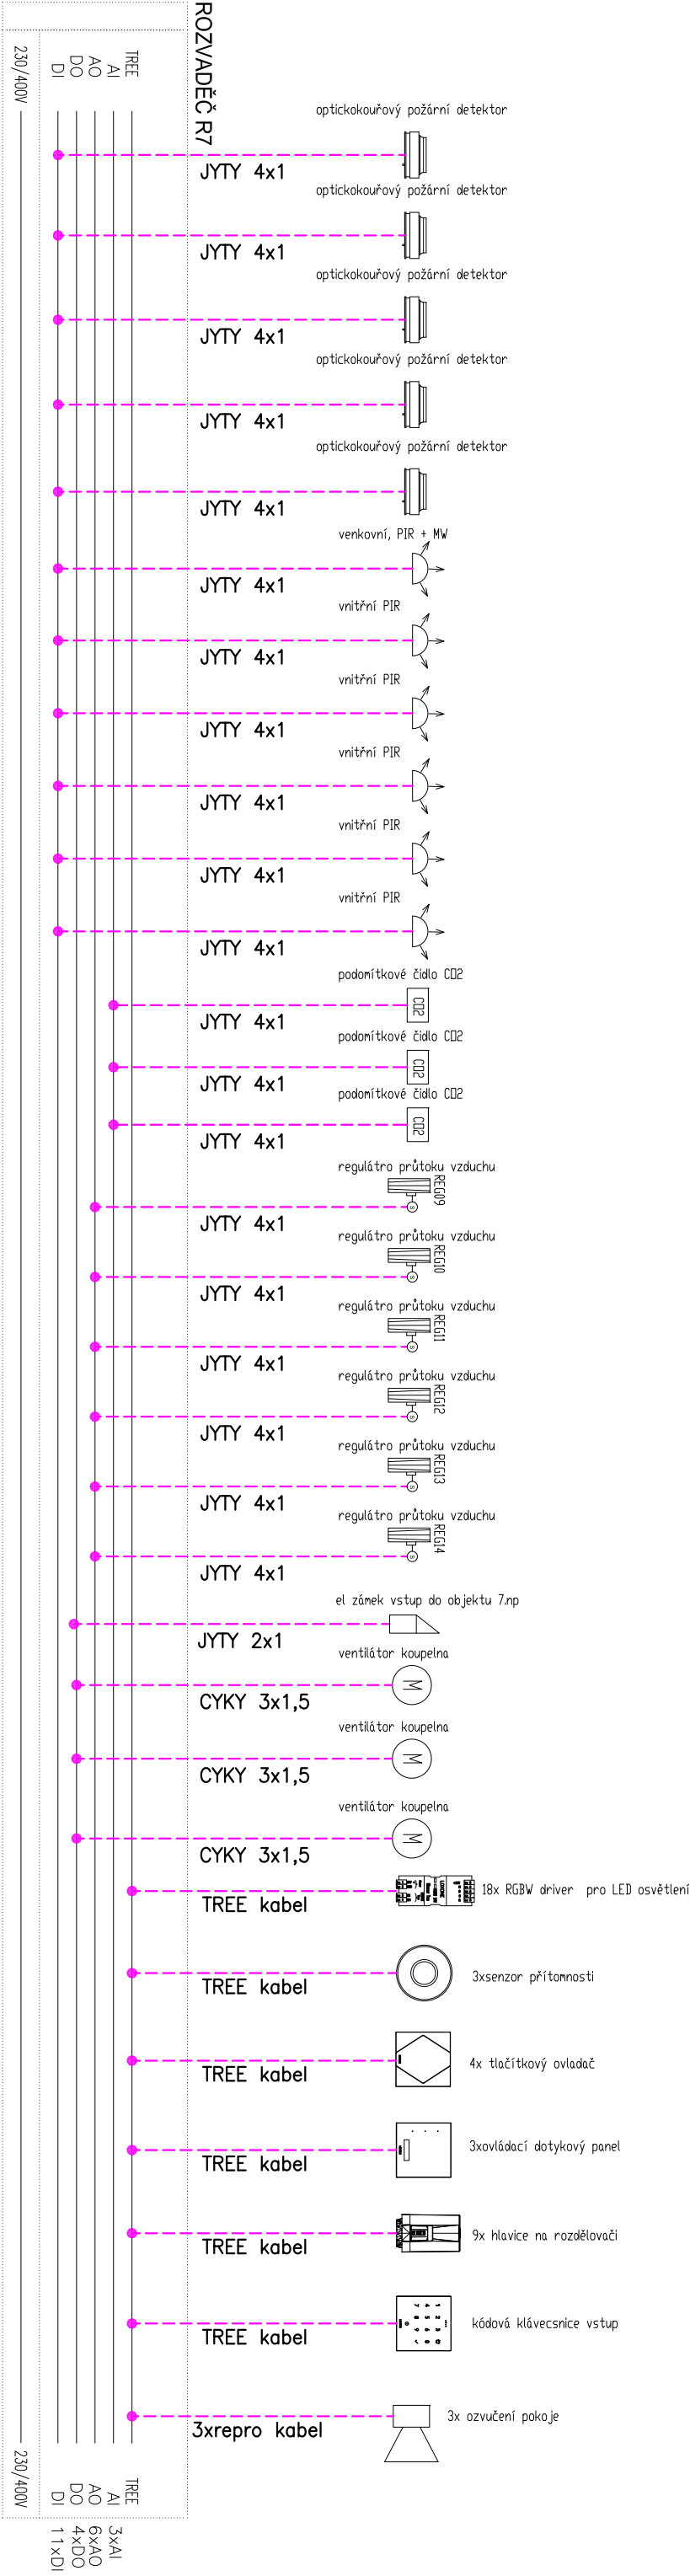 ROZVADĚČ R7
230/400V
DI
DO
AO
AI
TREE
optickokouřový požární detektor
JYTY 4x1
optickokouřový požární detektor
JYTY 4x1
optickokouřový požární detektor
JYTY 4x1
optickokouřový požární detektor
JYTY 4x1
optickokouřový požární detektor
JYTY 4x1
venkovní, PIR + MW
JYTY 4x1
vnitřní PIR
JYTY 4x1
vnitřní PIR
JYTY 4x1
vnitřní PIR
JYTY 4x1
vnitřní PIR
JYTY 4x1
vnitřní PIR
JYTY 4x1
podomítkové čidlo CO2
CO2
JYTY 4x1
podomítkové čidlo CO2
CO2
JYTY 4x1
podomítkové čidlo CO2
CO2
JYTY 4x1
regulátro průtoku vzduchu
REG09
JYTY 4x1
regulátro průtoku vzduchu
REG10
JYTY 4x1
regulátro průtoku vzduchu
REG11
JYTY 4x1
regulátro průtoku vzduchu
REG12
JYTY 4x1
regulátro průtoku vzduchu
REG13
JYTY 4x1
regulátro průtoku vzduchu
REG14
JYTY 4x1
el zámek vstup do objektu 7.np
JYTY 2x1
ventilátor koupelna
M
CYKY 3x1,5
ventilátor koupelna
M
CYKY 3x1,5
ventilátor koupelna
M
CYKY 3x1,5
18x RGBW driver pro LED osvětlení
TREE kabel
3xsenzor přítomnosti
TREE kabel
4x tlačítkový ovladač
TREE kabel
3xovládací dotykový panel
TREE kabel
9x hlavice na rozdělovači
TREE kabel
kódová klávecsnice vstup
TREE kabel
3x ozvučení pokoje
3xrepro kabel
230/400V
DI
DO
AO
AI
TREE
11xDI
4xDO
6xAO
3xAI